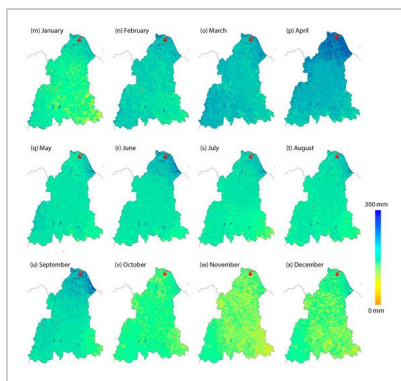 (m) January
(n) February
(o) March
(p) April
(q) May
(r) June
(s) July
(t) August
300 mm
0 mm
(u) September
(v) October
(w) November
(x) December